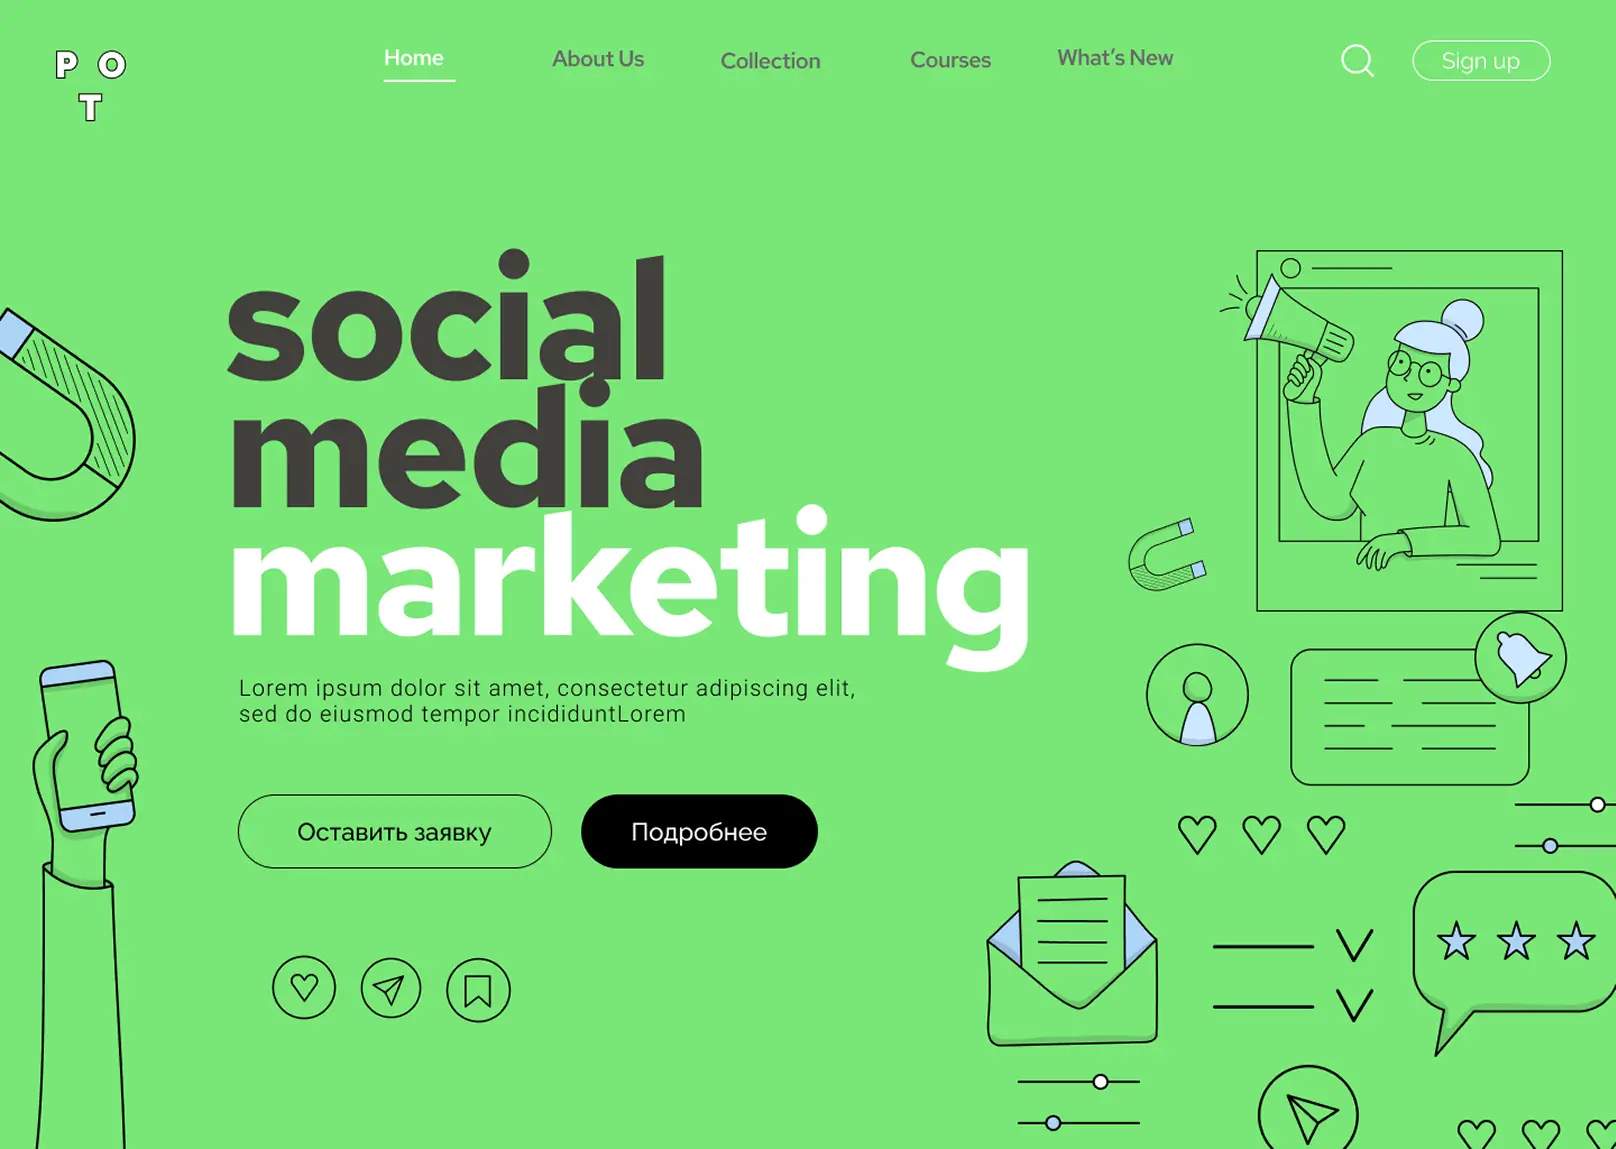 P O
T
Home
About Us
Collection
Courses
What's New
Sign up
social
media
marketing
Lorem ipsum dolor sit amet, consectetur adipiscing elit,
sed do eiusmod tempor incididuntLorem
Оставить заявку
Подробнее